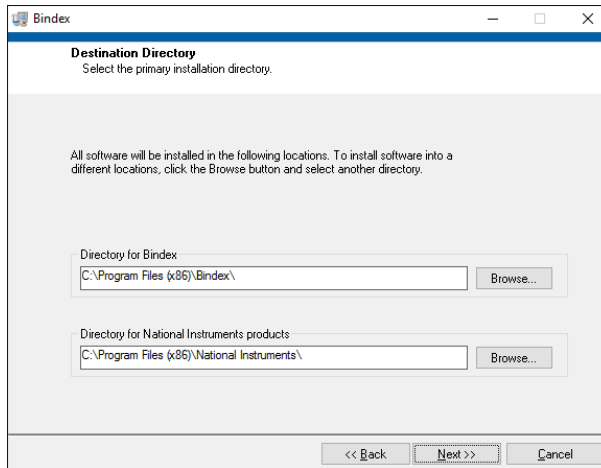 Bindex
Destination Directory
Select the primary installation directory.
All software will be installed in the following locations. To install software into a
different locations, click the Browse button and select another directory.
Directory for Bindex
C:\Program Files (x86)\Bindex\
Browse...
Directory for National Instruments products
C:\Program Files (x86)\National Instruments\
Browse...
<< Back
Next >>
Cancel